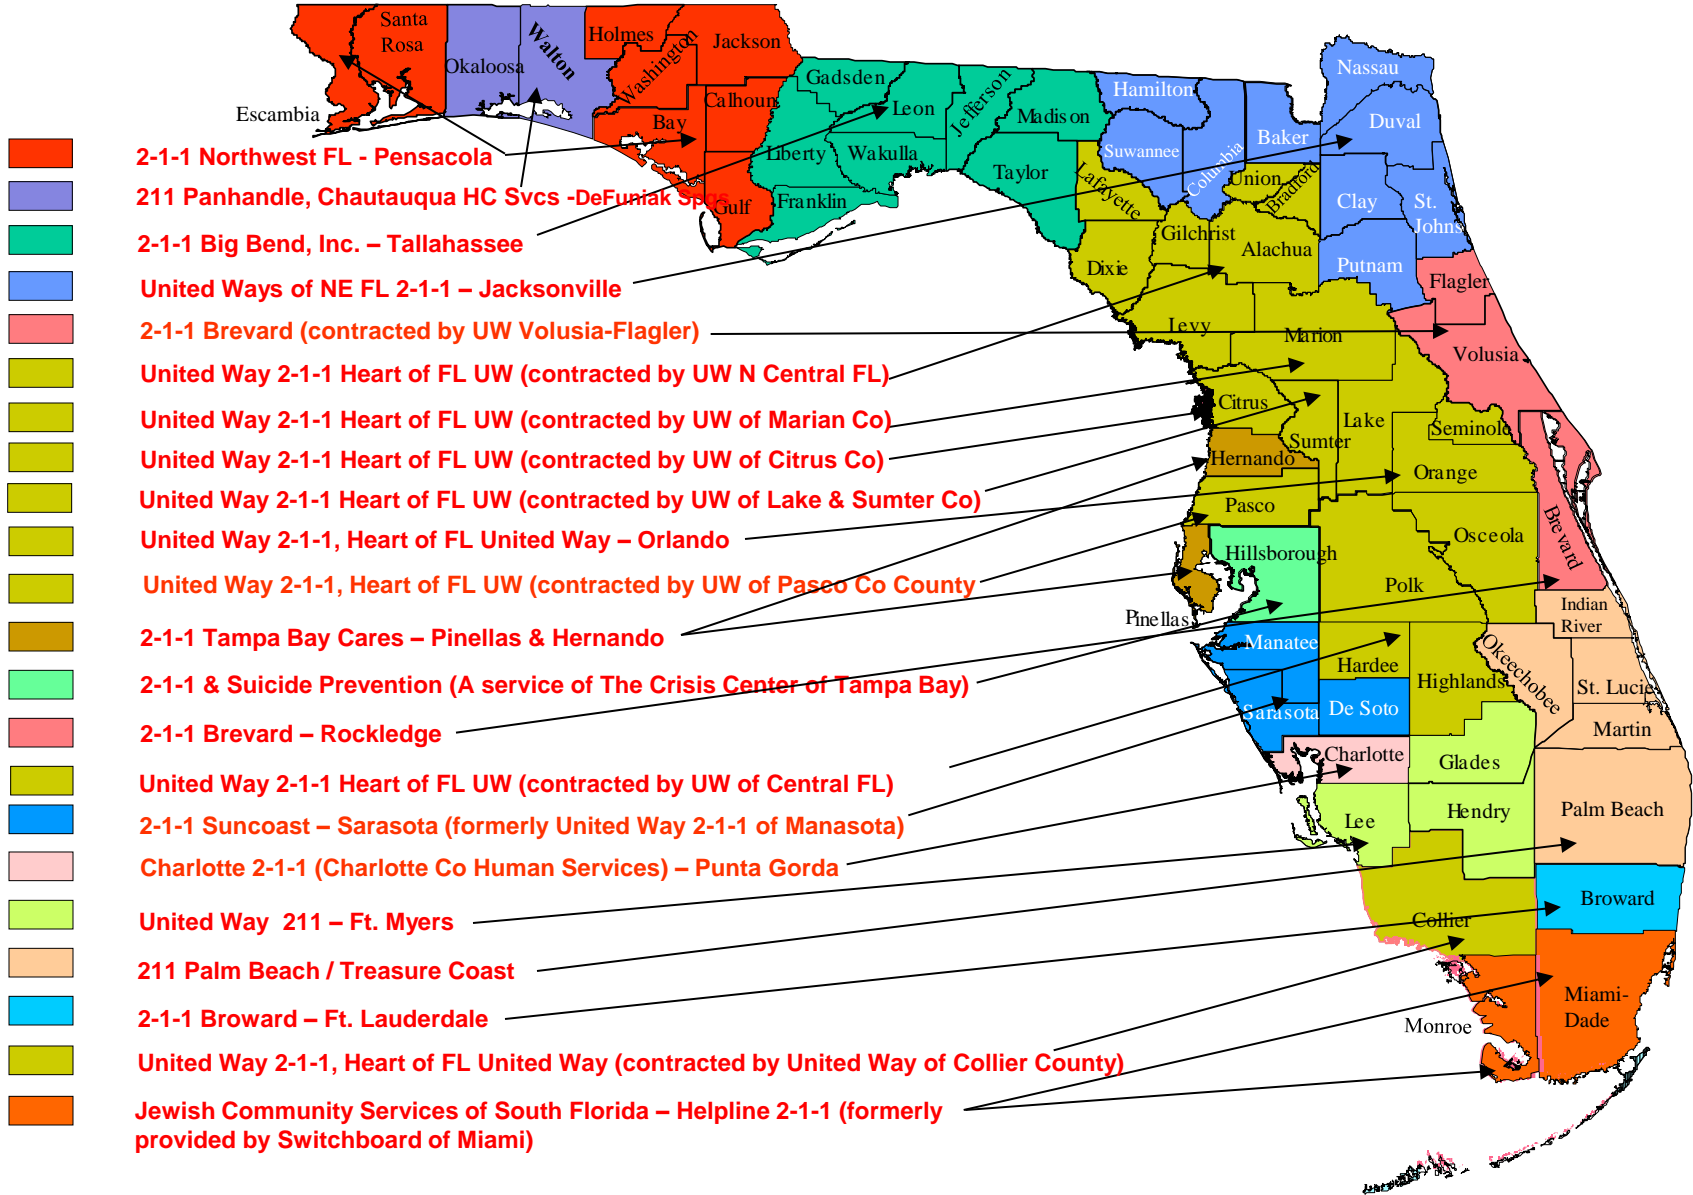 Santa
Rosa
Okaloosa
Walton
Holmes
Washington
Jackson
Escambia
Calhoun
Bay
Gulf
Gadsden
Leon
Jefferson
Madison
Liberty
Wakulla
Taylor
Franklin
Hamilton
Suwannee
Columbia
Baker
Nassau
Duval
Lafayette
Union
Bradford
Clay
St.
Johns
Gilchrist
Alachua
Dixie
Putnam
Flagler
Levy
Marion
Volusia
Citrus
Lake
Sumter
Seminole
Hernando
Orange
Pasco
Osceola
Brevard
Hillsborough
Polk
Pinellas
Indian
River
Manatee
Hardee
Okeechobee
Highlands
St. Lucie
Sarasota
De Soto
Martin
Charlotte
Glades
Hendry
Palm Beach
Lee
Broward
Collier
Miami-
Dade
Monroe
2-1-1 Northwest FL - Pensacola
211 Panhandle, Chautauqua HC Svcs -DeFuniak Spgs
2-1-1 Big Bend, Inc. – Tallahassee
United Ways of NE FL 2-1-1 – Jacksonville
2-1-1 Brevard (contracted by UW Volusia-Flagler)
United Way 2-1-1 Heart of FL UW (contracted by UW N Central FL)
United Way 2-1-1 Heart of FL UW (contracted by UW of Marian Co)
United Way 2-1-1 Heart of FL UW (contracted by UW of Citrus Co)
United Way 2-1-1 Heart of FL UW (contracted by UW of Lake & Sumter Co)
United Way 2-1-1, Heart of FL United Way – Orlando
United Way 2-1-1, Heart of FL UW (contracted by UW of Pasco Co County
2-1-1 Tampa Bay Cares – Pinellas & Hernando
2-1-1 & Suicide Prevention (A service of The Crisis Center of Tampa Bay)
2-1-1 Brevard – Rockledge
United Way 2-1-1 Heart of FL UW (contracted by UW of Central FL)
2-1-1 Suncoast – Sarasota (formerly United Way 2-1-1 of Manasota)
Charlotte 2-1-1 (Charlotte Co Human Services) – Punta Gorda
United Way 211 – Ft. Myers
211 Palm Beach / Treasure Coast
2-1-1 Broward – Ft. Lauderdale
United Way 2-1-1, Heart of FL United Way (contracted by United Way of Collier County)
Jewish Community Services of South Florida – Helpline 2-1-1 (formerly
provided by Switchboard of Miami)